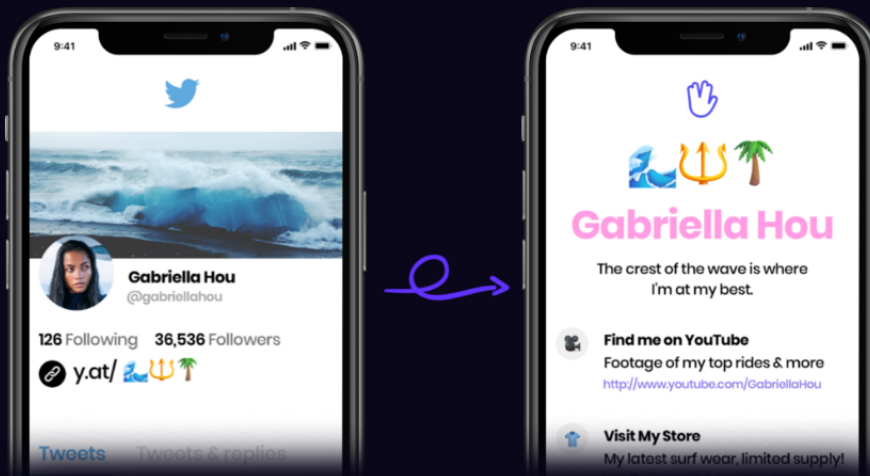 9:41
Gabriella Hou
@gabriellahou
126 Following 36,536 Followers
y.at/ 🌊🔱🌴
Tweets Tweets & replies
9:41
🌊🔱🌴
Gabriella Hou
The crest of the wave is where
I'm at my best.
Find me on YouTube
Footage of my top rides & more
http://www.youtube.com/GabriellaHou
Visit My Store
My latest surf wear, limited supply!